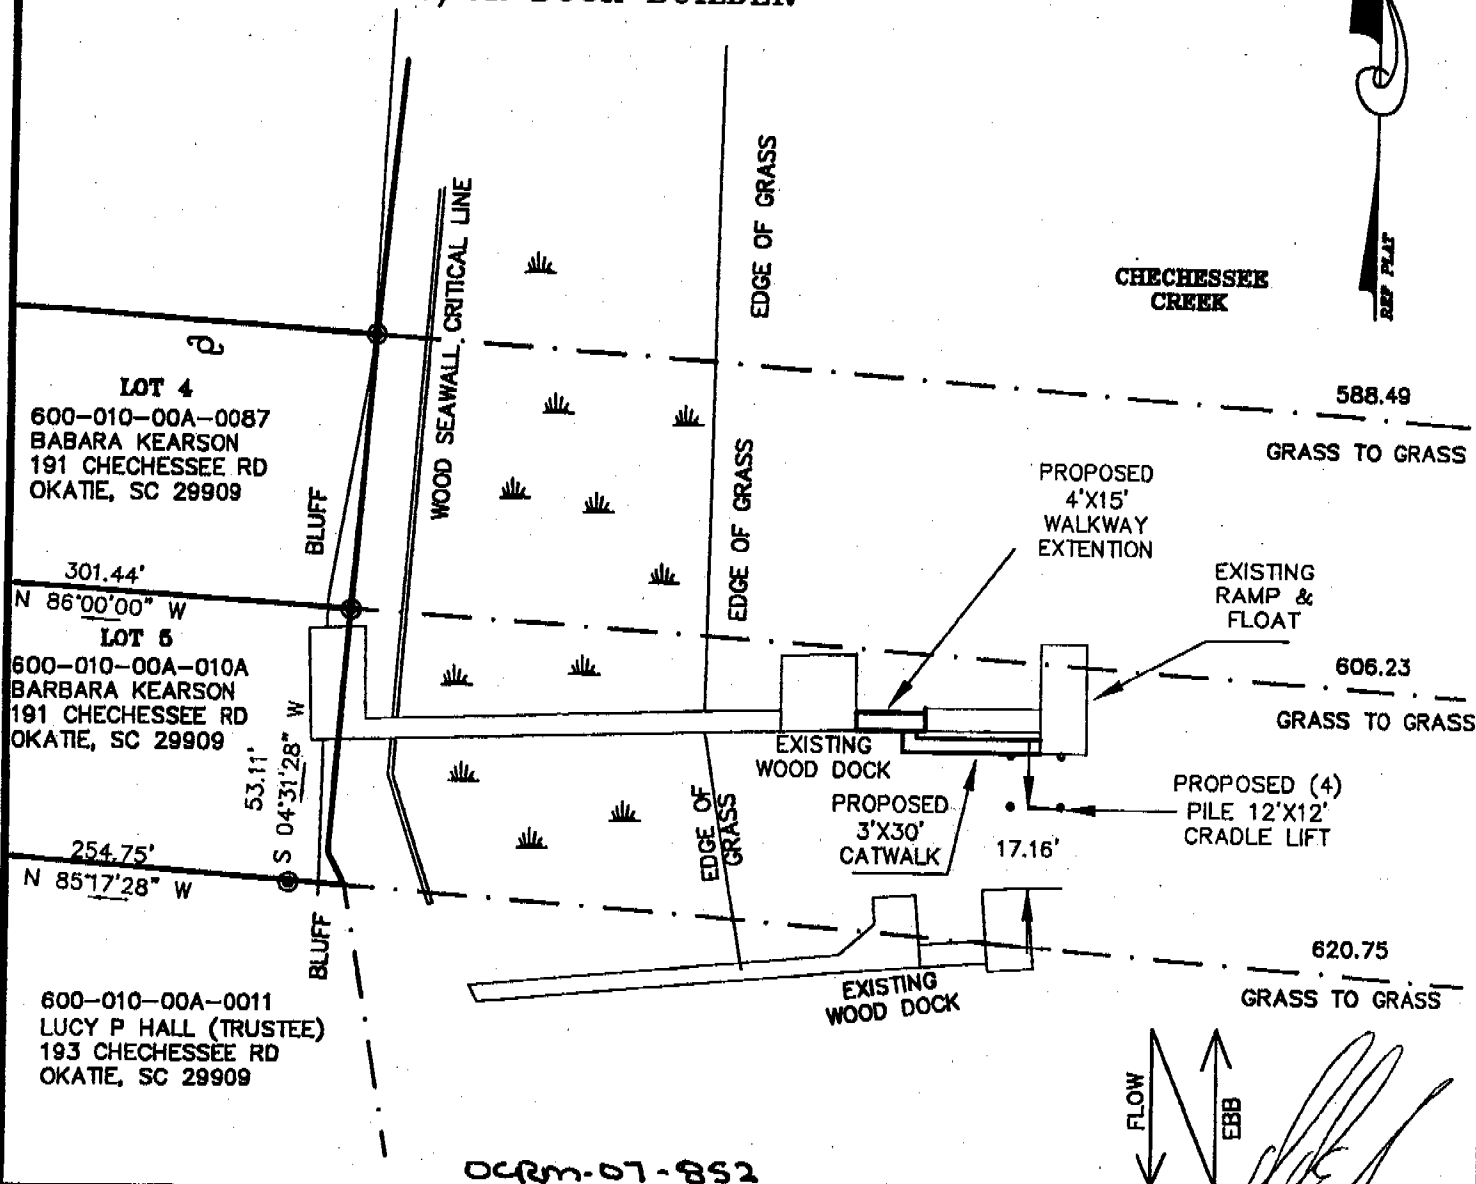 DOCK BUILDER
REF PLAT
CHECHESSEE
CREEK
EDGE OF GRASS
WOOD SEAWALL CRITICAL LINE
LOT 4
600-010-00A-0087
BABARA KEARSON
191 CHECHESSEE RD
OKATIE, SC 29909
588.49
GRASS TO GRASS
BLUFF
EDGE OF GRASS
PROPOSED
4'X15'
WALKWAY
EXTENTION
EXISTING
RAMP &
FLOAT
301.44'
N 86°00'00" W
LOT 5
600-010-00A-010A
BARBARA KEARSON
191 CHECHESSEE RD
OKATIE, SC 29909
606.23
GRASS TO GRASS
53.11'
S 04°31'28" W
EXISTING
WOOD DOCK
PROPOSED
3'X30'
CATWALK
17.16'
PROPOSED (4)
PILE 12'X12'
CRADLE LIFT
EDGE OF
GRASS
254.75'
N 85°17'28" W
BLUFF
620.75
GRASS TO GRASS
EXISTING
WOOD DOCK
600-010-00A-0011
LUCY P HALL (TRUSTEE)
193 CHECHESSEE RD
OKATIE, SC 29909
FLOW
EBB
OCRM-07-852